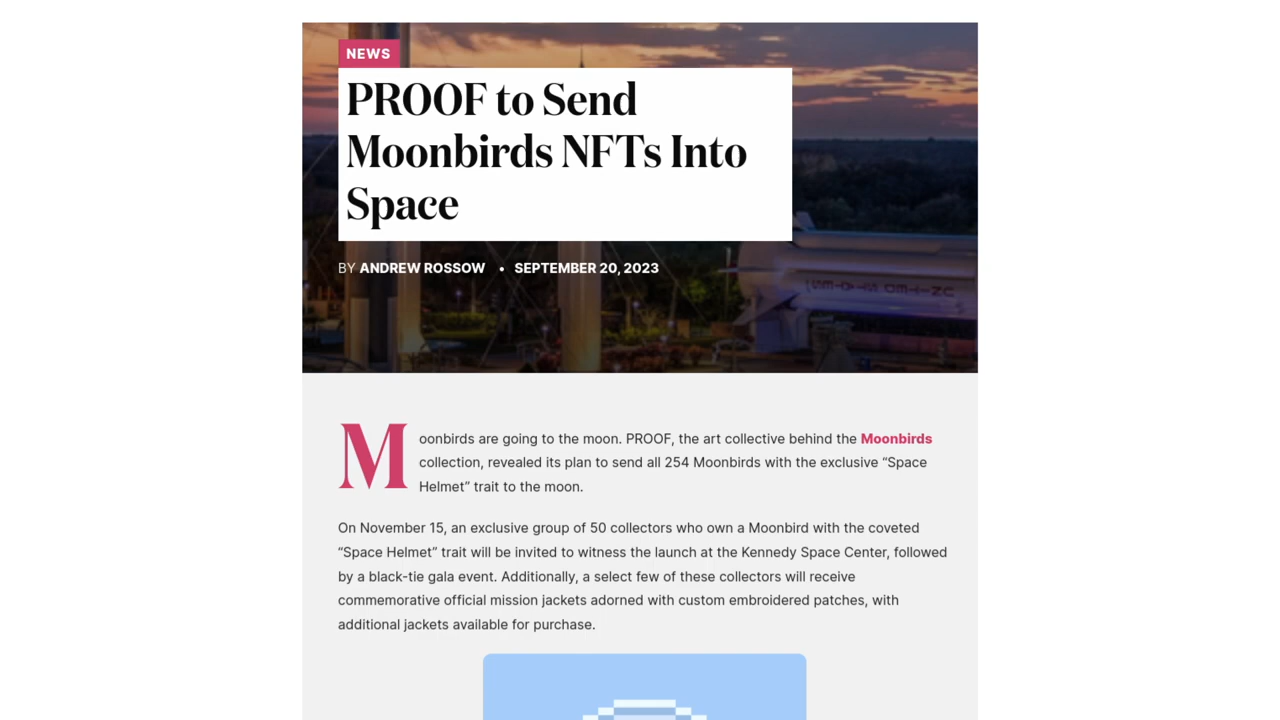 NEWS
PROOF to Send
Moonbirds NFTs Into
Space
BY ANDREW ROSSOW • SEPTEMBER 20, 2023
Moonbirds are going to the moon. PROOF, the art collective behind the Moonbirds
collection, revealed its plan to send all 254 Moonbirds with the exclusive “Space
Helmet” trait to the moon.
On November 15, an exclusive group of 50 collectors who own a Moonbird with the coveted
“Space Helmet” trait will be invited to witness the launch at the Kennedy Space Center, followed
by a black-tie gala event. Additionally, a select few of these collectors will receive
commemorative official mission jackets adorned with custom embroidered patches, with
additional jackets available for purchase.